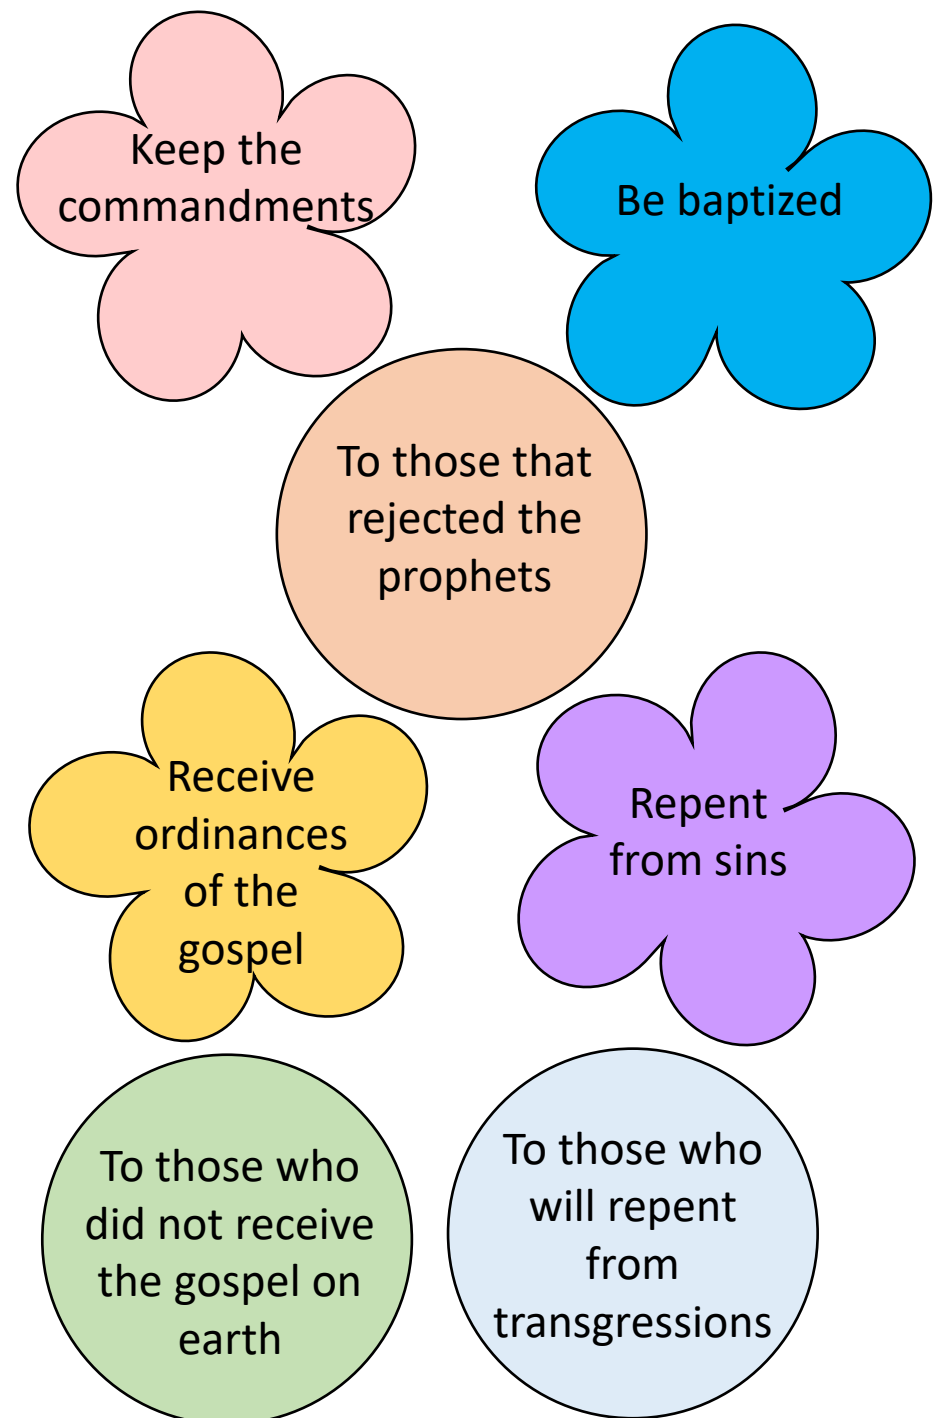 Keep the
commandments
Be baptized
To those that
rejected the
prophets
Receive
ordinances
of the
gospel
Repent
from sins
To those who
did not receive
the gospel on
earth
To those who
will repent
from
transgressions